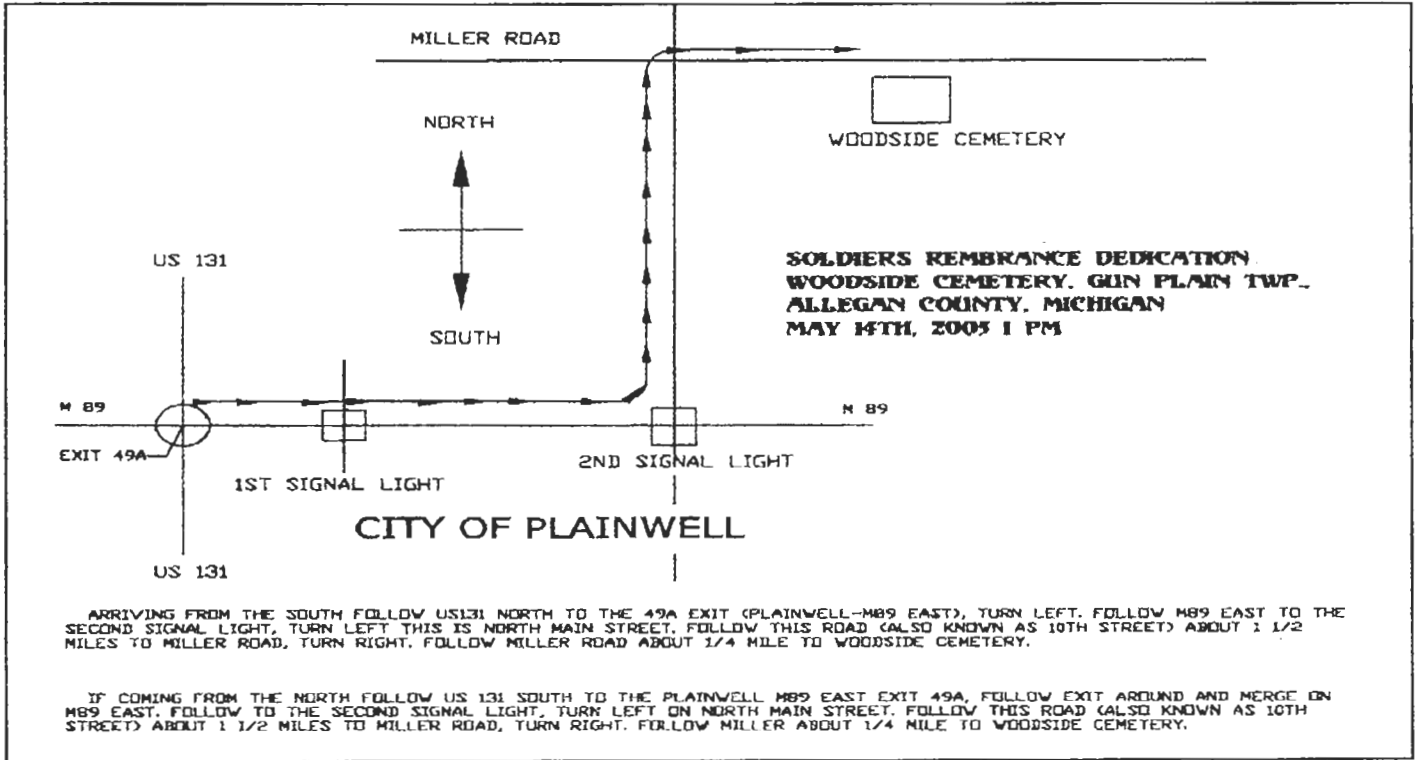 MILLER ROAD
NORTH
WOODSIDE CEMETERY
US 131
SOLDIERS REMBRANCE DEDICATION
WOODSIDE CEMETERY, GUN PLAIN TWP.,
ALLEGAN COUNTY, MICHIGAN
MAY 14TH, 2005 1 PM
SOUTH
M 89
M 89
EXIT 49A
1ST SIGNAL LIGHT
2ND SIGNAL LIGHT
CITY OF PLAINWELL
US 131
ARRIVING FROM THE SOUTH FOLLOW US131 NORTH TO THE 49A EXIT (PLAINWELL-M89 EAST), TURN LEFT. FOLLOW M89 EAST TO THE
SECOND SIGNAL LIGHT, TURN LEFT THIS IS NORTH MAIN STREET. FOLLOW THIS ROAD (ALSO KNOWN AS 10TH STREET) ABOUT 1 1/2
MILES TO MILLER ROAD, TURN RIGHT. FOLLOW MILLER ROAD ABOUT 1/4 MILE TO WOODSIDE CEMETERY.
IF COMING FROM THE NORTH FOLLOW US 131 SOUTH TO THE PLAINWELL M89 EAST EXIT 49A, FOLLOW EXIT AROUND AND MERGE ON
M89 EAST. FOLLOW TO THE SECOND SIGNAL LIGHT, TURN LEFT ON NORTH MAIN STREET. FOLLOW THIS ROAD (ALSO KNOWN AS 10TH
STREET) ABOUT 1 1/2 MILES TO MILLER ROAD, TURN RIGHT. FOLLOW MILLER ABOUT 1/4 MILE TO WOODSIDE CEMETERY.